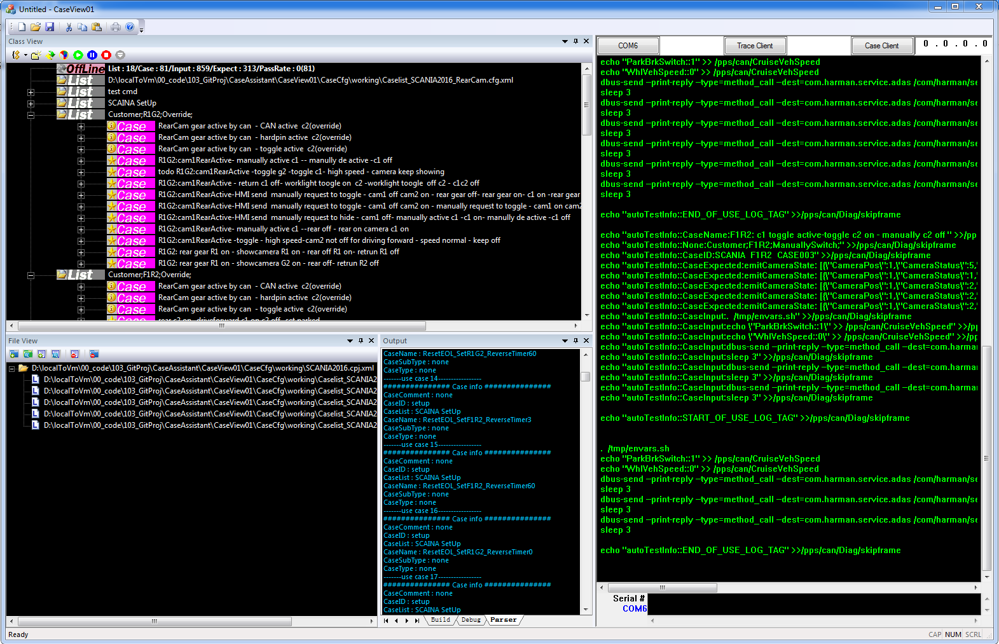 Untitled - CaseView01
Class View
OffLine List : 18/Case : 81/Input : 859/Expect : 313/PassRate : 0(81)
List D:\localToVm\00_code\103_GitProj\CaseAssistant\CaseView01\CaseCfg\working\Caselist_SCANIA2016_RearCam.cfg.xml
List test cmd
List SCAINA SetUp
List Customer;R1G2;Override;
Case RearCam gear active by can - CAN active c2(override)
Case RearCam gear active by can - hardpin active c2(override)
Case RearCam gear active by can - toggle active c2(override)
Case R1G2:cam1RearActive- manually active c1 -- manully de active -c1 off
Case todo R1G2:cam1RearActive -toggle g2 -toggle c1- high speed - camera keep showing
Case R1G2:cam1RearActive - return c1 off- worklight toogle on c2 -worklight toogle off c2 - c1c2 off
Case R1G2:cam1RearActive-HMI send manually request to toggle - cam1 off cam2 on - rear gear off- rear gear on- c1 on -rear gear
Case R1G2:cam1RearActive-HMI send manually request to toggle - cam1 off cam2 on - manually request to toggle - cam1 on cam2
Case R1G2:cam1RearActive-HMI send manually request to hide - cam1 off- manually active c1 -c1 on- manully de active -c1 off
Case R1G2:cam1RearActive- manually active c1 --rear off - rear on camera c1 on
Case R1G2:cam1RearActive -toggle - high speed-cam2 not off for driving forward - speed normal - keep off
Case R1G2: rear gear R1 on - showcamera R1 on - rear off R1 on- retrun R1 off
Case R1G2: rear gear R1 on - showcamera G2 on - rear off- retrun R2 off
List Customer;F1R2;Override;
Case RearCam gear active by can - CAN active c2(override)
Case RearCam gear active by can - hardpin active c2(override)
Case RearCam gear active by can - toggle active c2(override)
Case rear c2 on -driveforward c1 on c2 off -set parked
File View
D:\localToVm\00_code\103_GitProj\CaseAssistant\CaseView01\CaseCfg\working\SCANIA2016.cpj.xml
L D:\localToVm\00_code\103_GitProj\CaseAssistant\CaseView01\CaseCfg\working\Caselist_SCANIA2
L D:\localToVm\00_code\103_GitProj\CaseAssistant\CaseView01\CaseCfg\working\Caselist_SCANIA2
L D:\localToVm\00_code\103_GitProj\CaseAssistant\CaseView01\CaseCfg\working\Caselist_SCANIA2
L D:\localToVm\00_code\103_GitProj\CaseAssistant\CaseView01\CaseCfg\working\Caselist_SCANIA2
L D:\localToVm\00_code\103_GitProj\CaseAssistant\CaseView01\CaseCfg\working\Caselist_SCANIA2
Output
CaseName : ResetEOL_SetR1G2_ReverseTimer60
CaseSubType : none
CaseType : none
-------use case 14-----------------
############### Case info ###############
CaseComment : none
CaseID : setup
CaseList : SCAINA SetUp
CaseName : ResetEOL_SetF1R2_ReverseTimer3
CaseSubType : none
CaseType : none
-------use case 15-----------------
############### Case info ###############
CaseComment : none
CaseID : setup
CaseList : SCAINA SetUp
CaseName : ResetEOL_SetF1R2_ReverseTimer60
CaseSubType : none
CaseType : none
-------use case 16-----------------
############### Case info ###############
CaseComment : none
CaseID : setup
CaseList : SCAINA SetUp
CaseName : ResetEOL_SetR1G2_ReverseTimer0
CaseSubType : none
CaseType : none
-------use case 17-----------------
############### Case info ###############
CaseComment : none
CaseID : setup
CaseList : SCAINA SetUp
Build Debug Parser
COM6 Trace Client Case Client 0 . 0 . 0 . 0
echo "ParkBrkSwitch::1" >> /pps/can/CruiseVehSpeed
echo "WhlVehSpeed::0" >> /pps/can/CruiseVehSpeed
dbus-send --print-reply --type=method_call --dest=com.harman.service.adas /com/harman/se
sleep 3
dbus-send --print-reply --type=method_call --dest=com.harman.service.adas /com/harman/se
sleep 3
dbus-send --print-reply --type=method_call --dest=com.harman.service.adas /com/harman/se
sleep 3
dbus-send --print-reply --type=method_call --dest=com.harman.service.adas /com/harman/se
sleep 3
dbus-send --print-reply --type=method_call --dest=com.harman.service.adas /com/harman/se
sleep 3
dbus-send --print-reply --type=method_call --dest=com.harman.service.adas /com/harman/se
sleep 3
echo "autoTestInfo::END_OF_USE_LOG_TAG" >>/pps/can/Diag/skipframe
echo "autoTestInfo::CaseName:F1R2: c1 toggle active-toggle c2 on - manually c2 off " >>/pp
echo "autoTestInfo::None:Customer;F1R2;ManuallySwitch;" >>/pps/can/Diag/skipframe
echo "autoTestInfo::CaseID:SCANIA_F1R2_CASE003" >>/pps/can/Diag/skipframe
echo "autoTestInfo::CaseExpected:emitCameraState: [{\"CameraPos\":1,\"CameraStatus\":5,"
echo "autoTestInfo::CaseExpected:emitCameraState: [{\"CameraPos\":1,\"CameraStatus\":1,"
echo "autoTestInfo::CaseExpected:emitCameraState: [{\"CameraPos\":1,\"CameraStatus\":2,"
echo "autoTestInfo::CaseExpected:emitCameraState: [{\"CameraPos\":1,\"CameraStatus\":2,"
echo "autoTestInfo::CaseExpected:emitCameraState: [{\"CameraPos\":1,\"CameraStatus\":2,"
echo "autoTestInfo::CaseInput:. /tmp/envars.sh" >>/pps/can/Diag/skipframe
echo "autoTestInfo::CaseInput:echo \"ParkBrkSwitch::1\" >> /pps/can/CruiseVehSpeed" >>/p
echo "autoTestInfo::CaseInput:echo \"WhlVehSpeed::0\" >> /pps/can/CruiseVehSpeed" >>/pp
echo "autoTestInfo::CaseInput:dbus-send --print-reply --type=method_call --dest=com.harma
echo "autoTestInfo::CaseInput:sleep 3" >>/pps/can/Diag/skipframe
echo "autoTestInfo::CaseInput:dbus-send --print-reply --type=method_call --dest=com.harma
echo "autoTestInfo::CaseInput:sleep 3" >>/pps/can/Diag/skipframe
echo "autoTestInfo::CaseInput:dbus-send --print-reply --type=method_call --dest=com.harma
echo "autoTestInfo::CaseInput:sleep 3" >>/pps/can/Diag/skipframe
echo "autoTestInfo::START_OF_USE_LOG_TAG" >>/pps/can/Diag/skipframe
. /tmp/envars.sh
echo "ParkBrkSwitch::1" >> /pps/can/CruiseVehSpeed
echo "WhlVehSpeed::0" >> /pps/can/CruiseVehSpeed
dbus-send --print-reply --type=method_call --dest=com.harman.service.adas /com/harman/se
sleep 3
dbus-send --print-reply --type=method_call --dest=com.harman.service.adas /com/harman/se
sleep 3
dbus-send --print-reply --type=method_call --dest=com.harman.service.adas /com/harman/se
sleep 3
echo "autoTestInfo::END_OF_USE_LOG_TAG" >>/pps/can/Diag/skipframe
Serial #
COM6
Ready
CAP NUM SCRL